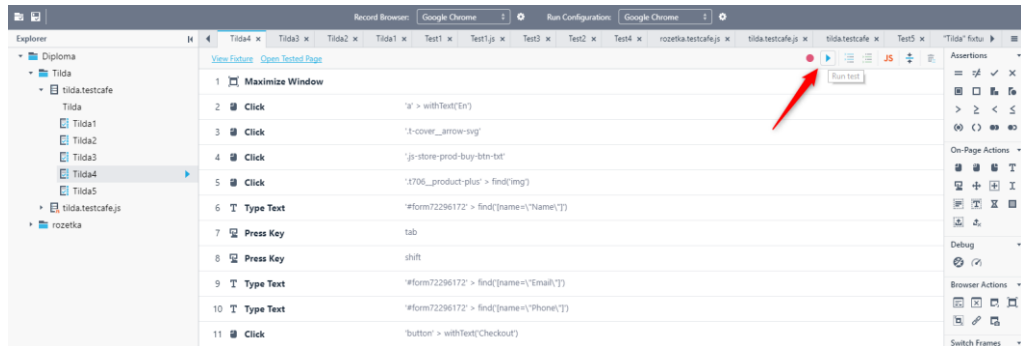 Record Browser: Google Chrome Run Configuration: Google Chrome
Explorer Tilda4 × Tilda3 × Tilda2 × Tilda1 × Test1 × Test1.js × Test3 × Test2 × Test4 × rozetka.testcafe.js × tilda.testcafe.js × tilda.testcafe × Test5 × "Tilda" fixtur
Diploma
Tilda
tilda.testcafe
Tilda
Tilda1
Tilda2
Tilda3
Tilda4
Tilda5
tilda.testcafe.js
rozetka
View Fixture Open Tested Page JS
Run test
1 Maximize Window
2 Click 'a' > withText('En')
3 Click '.t-cover__arrow-svg'
4 Click '.js-store-prod-buy-btn-txt'
5 Click '.t706__product-plus' > find('img')
6 T Type Text '#form72296172' > find('[name=\"Name\"]')
7 Press Key tab
8 Press Key shift
9 T Type Text '#form72296172' > find('[name=\"Email\"]')
10 T Type Text '#form72296172' > find('[name=\"Phone\"]')
11 Click 'button' > withText('Checkout')
Assertions
On-Page Actions
Debug
Browser Actions
Switch Frames